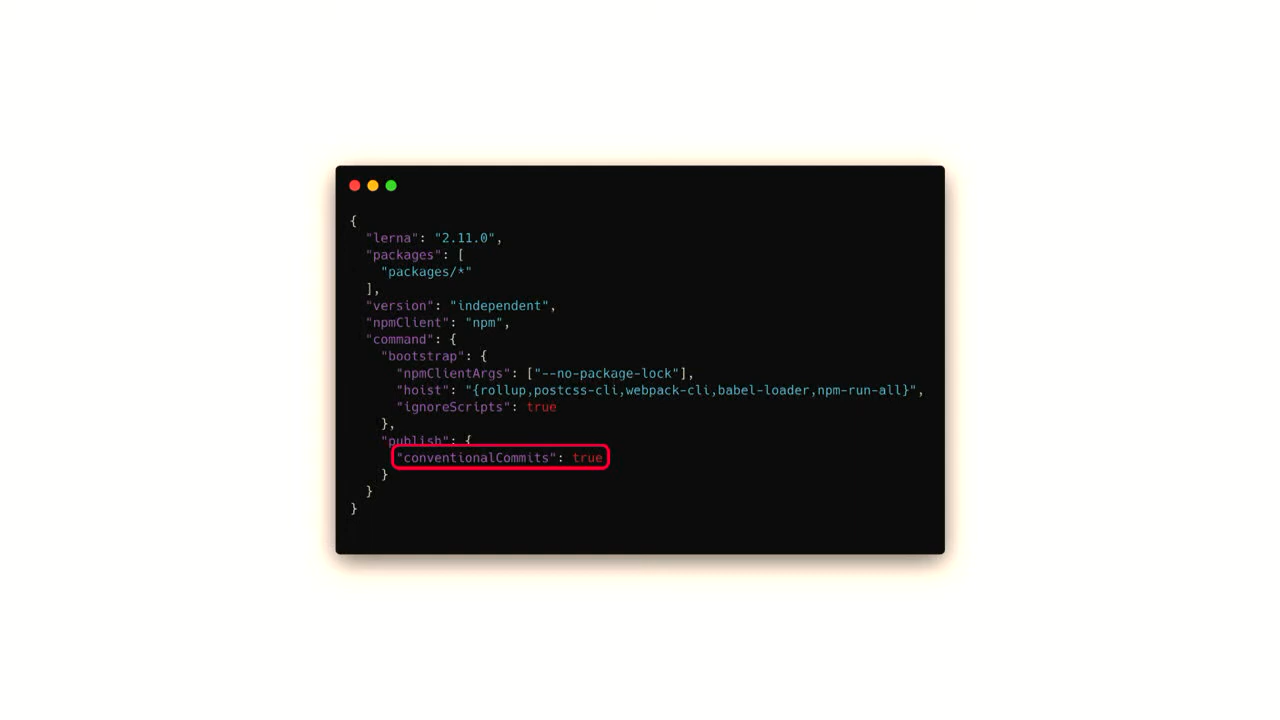 {
"lerna": "2.11.0",
"packages": [
"packages/*"
],
"version": "independent",
"npmClient": "npm",
"command": {
"bootstrap": {
"npmClientArgs": ["--no-package-lock"],
"hoist": "{rollup,postcss-cli,webpack-cli,babel-loader,npm-run-all}",
"ignoreScripts": true
},
"publish": {
"conventionalCommits": true
}
}
}